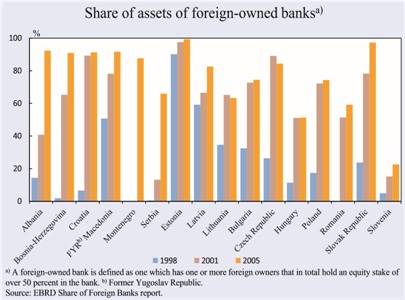 Share of assets of foreign-owned banks a)
%
100
80
60
40
20
0
Albania
Bosnia-Herzegovina
Croatia
FYR b) Macedonia
Montenegro
Serbia
Estonia
Latvia
Lithuania
Bulgaria
Czech Republic
Hungary
Poland
Romania
Slovak Republic
Slovenia
1998 2001 2005
a) A foreign-owned bank is defined as one which has one or more foreign owners that in total hold an equity stake of
over 50 percent in the bank. b) Former Yugoslav Republic.
Source: EBRD Share of Foreign Banks report.